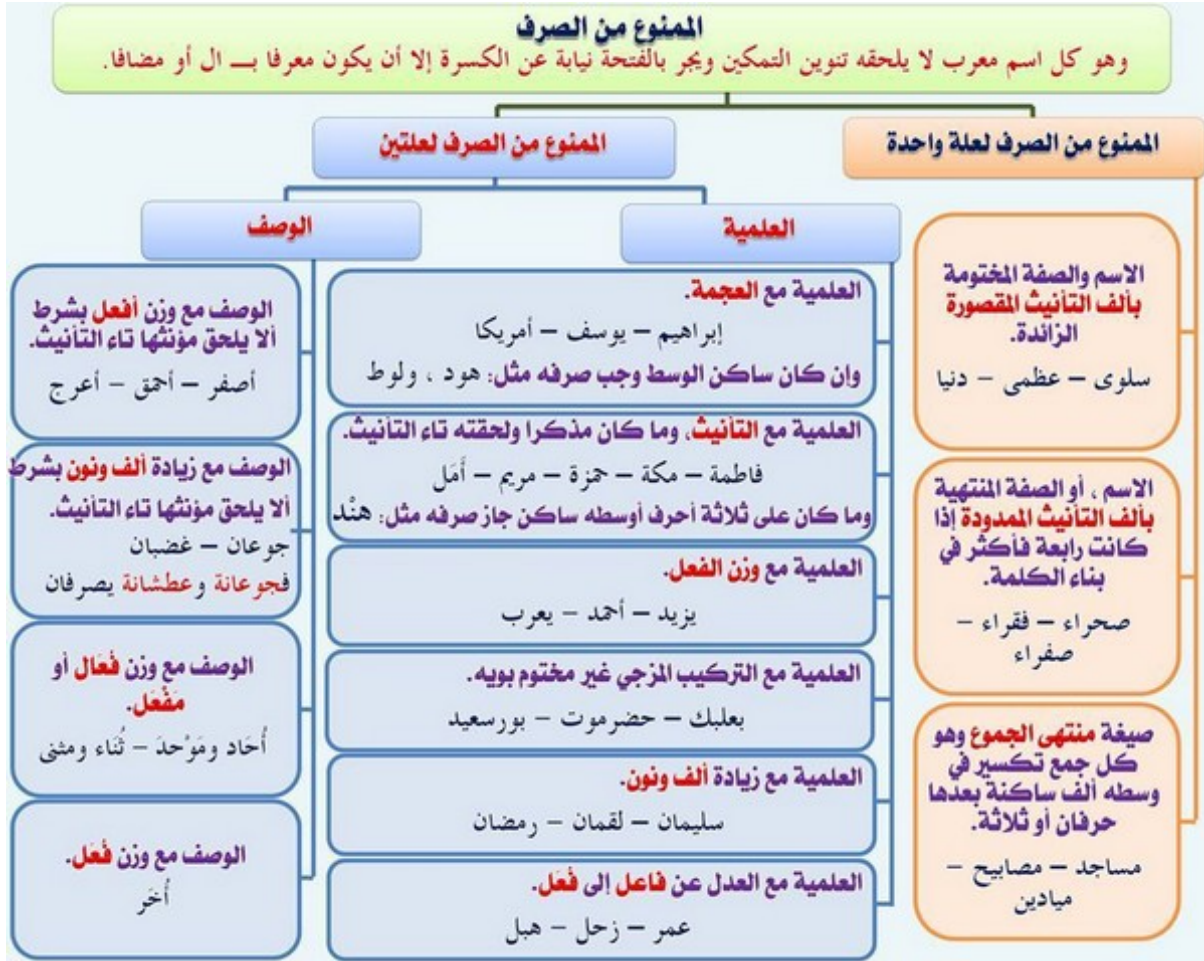 الممنوع من الصرف
وهو كل اسم معرب لا يلحقه تنوين التمكين ويجر بالفتحة نيابة عن الكسرة إلا أن يكون معرفا بـــ ال أو مضافا.
الممنوع من الصرف لعلة واحدة
الاسم والصفة المختومة
بألف التأنيث المقصورة
الزائدة.
سلوى – عظمى – دنيا
الاسم ، أو الصفة المنتهية
بألف التأنيث الممدودة إذا
كانت رابعة فأكثر في
بناء الكلمة.
صحراء – فقراء –
صفراء
صيغة منتهى الجموع وهو
كل جمع تكسير في
وسطه ألف ساكنة بعدها
حرفان أو ثلاثة.
مساجد – مصابيح –
ميادين
الممنوع من الصرف لعلتين
العلمية
العلمية مع العجمة.
إبراهيم – يوسف – أمريكا
وإن كان ساكن الوسط وجب صرفه مثل: هود ، ولوط
العلمية مع التأنيث، وما كان مذكرا ولحقته تاء التأنيث.
فاطمة – مكة – حمزة – مريم – أَمَل
وما كان على ثلاثة أحرف أوسطه ساكن جاز صرفه مثل: هنْد
العلمية مع وزن الفعل.
يزيد – أحمد – يعرب
العلمية مع التركيب المزجي غير مختوم بويه.
بعلبك – حضرموت – بورسعيد
العلمية مع زيادة ألف ونون.
سليمان – لقمان – رمضان
العلمية مع العدل عن فاعل إلى فُعَل.
عمر – زحل – هبل
الوصف
الوصف مع وزن أفعل بشرط
ألا يلحق مؤنثها تاء التأنيث.
أصفر – أحمق – أعرج
الوصف مع زيادة ألف ونون بشرط
ألا يلحق مؤنثها تاء التأنيث.
جوعان – غضبان
فجوعانة وعطشانة يصرفان
الوصف مع وزن فُعَال أو
مَفْعَل.
أُحَاد ومَوْحدَ – ثُنَاء ومثنى
الوصف مع وزن فُعَل.
أُخَر